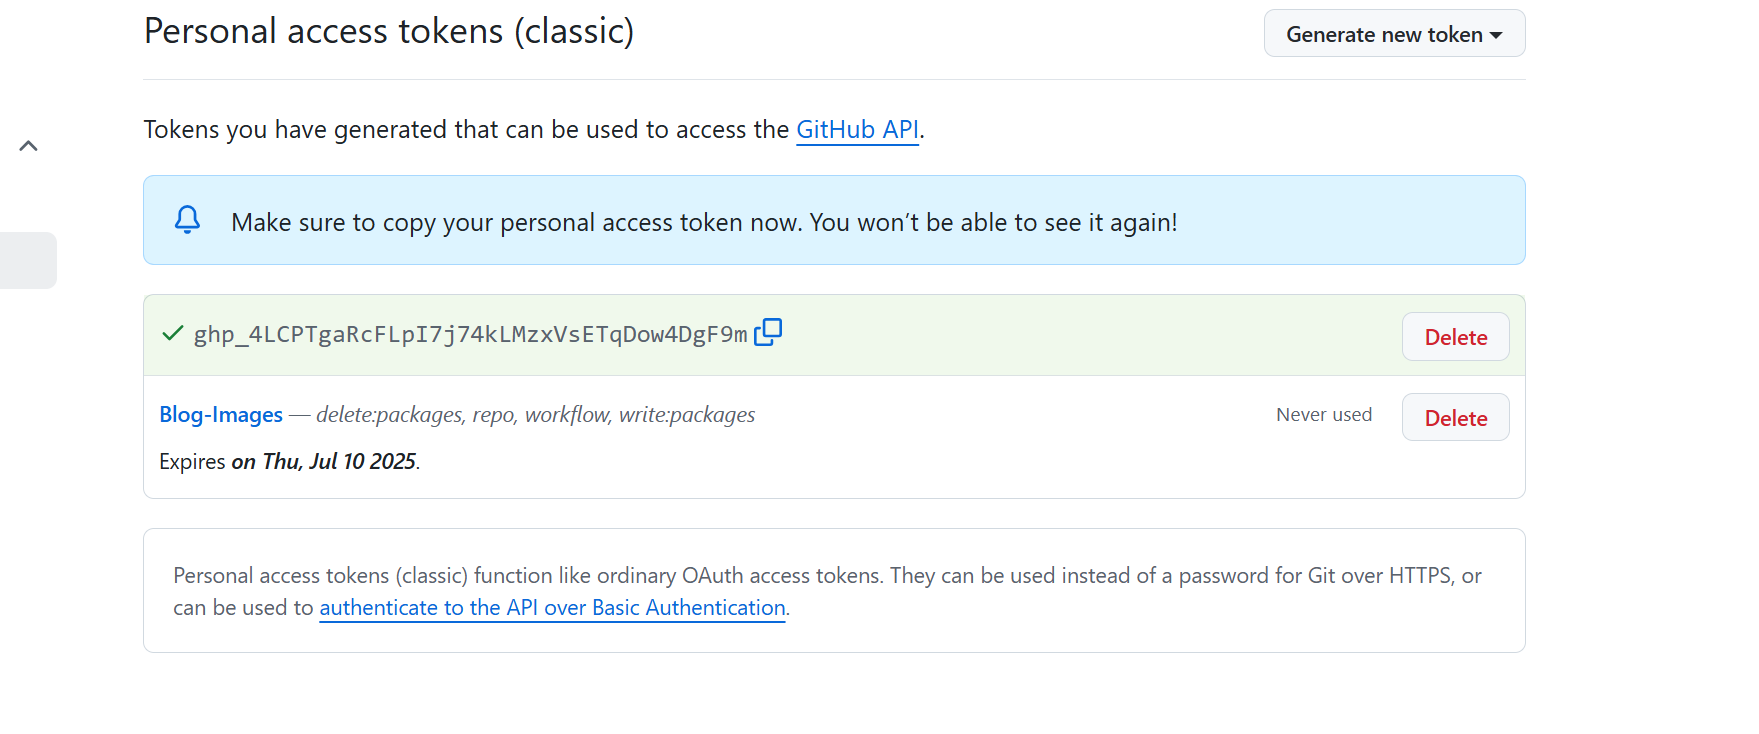 Personal access tokens (classic)
Generate new token
Tokens you have generated that can be used to access the GitHub API.
Make sure to copy your personal access token now. You won’t be able to see it again!
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
Delete
Blog-Images — delete:packages, repo, workflow, write:packages
Never used
Delete
Expires on Thu, Jul 10 2025.
Personal access tokens (classic) function like ordinary OAuth access tokens. They can be used instead of a password for Git over HTTPS, or
can be used to authenticate to the API over Basic Authentication.